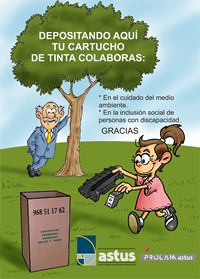 DEPOSITANDO AQUÍ
TU CARTUCHO
DE TINTA COLABORAS:
* En el cuidado del medio
ambiente.
* En la inclusión social de
personas con discapacidad.
GRACIAS
968 51 17 62
astus
PROLAM astus